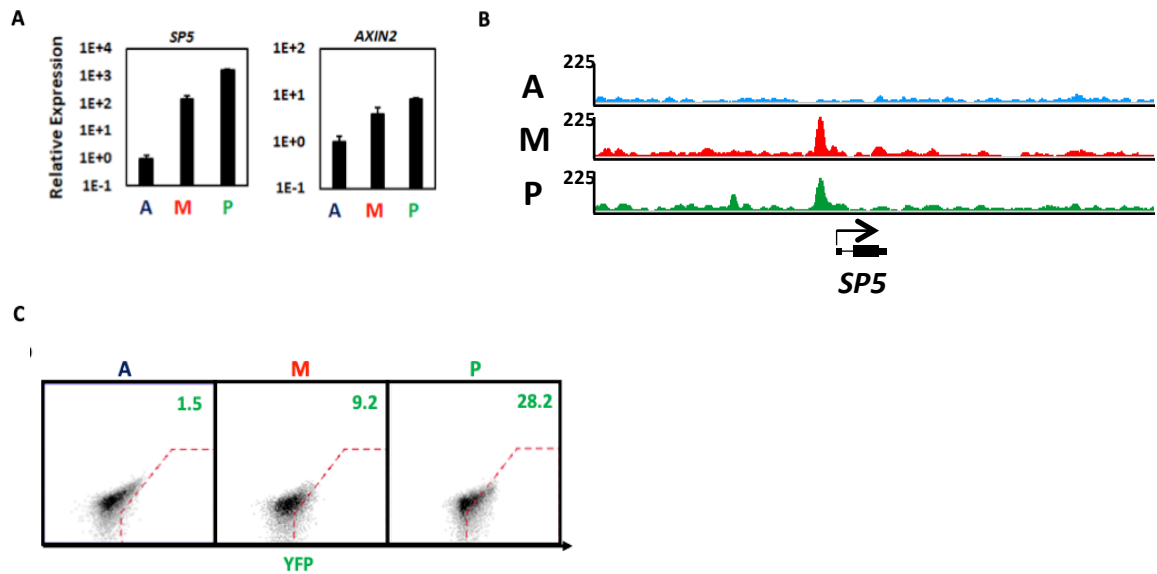 A
SP5
AXIN2
Relative Expression
1E+4
1E+3
1E+2
1E+1
1E+0
1E-1
A M P
1E+2
1E+1
1E+0
1E-1
A M P
B
225
A
225
M
225
P
SP5
C
A M P
1.5 9.2 28.2
YFP